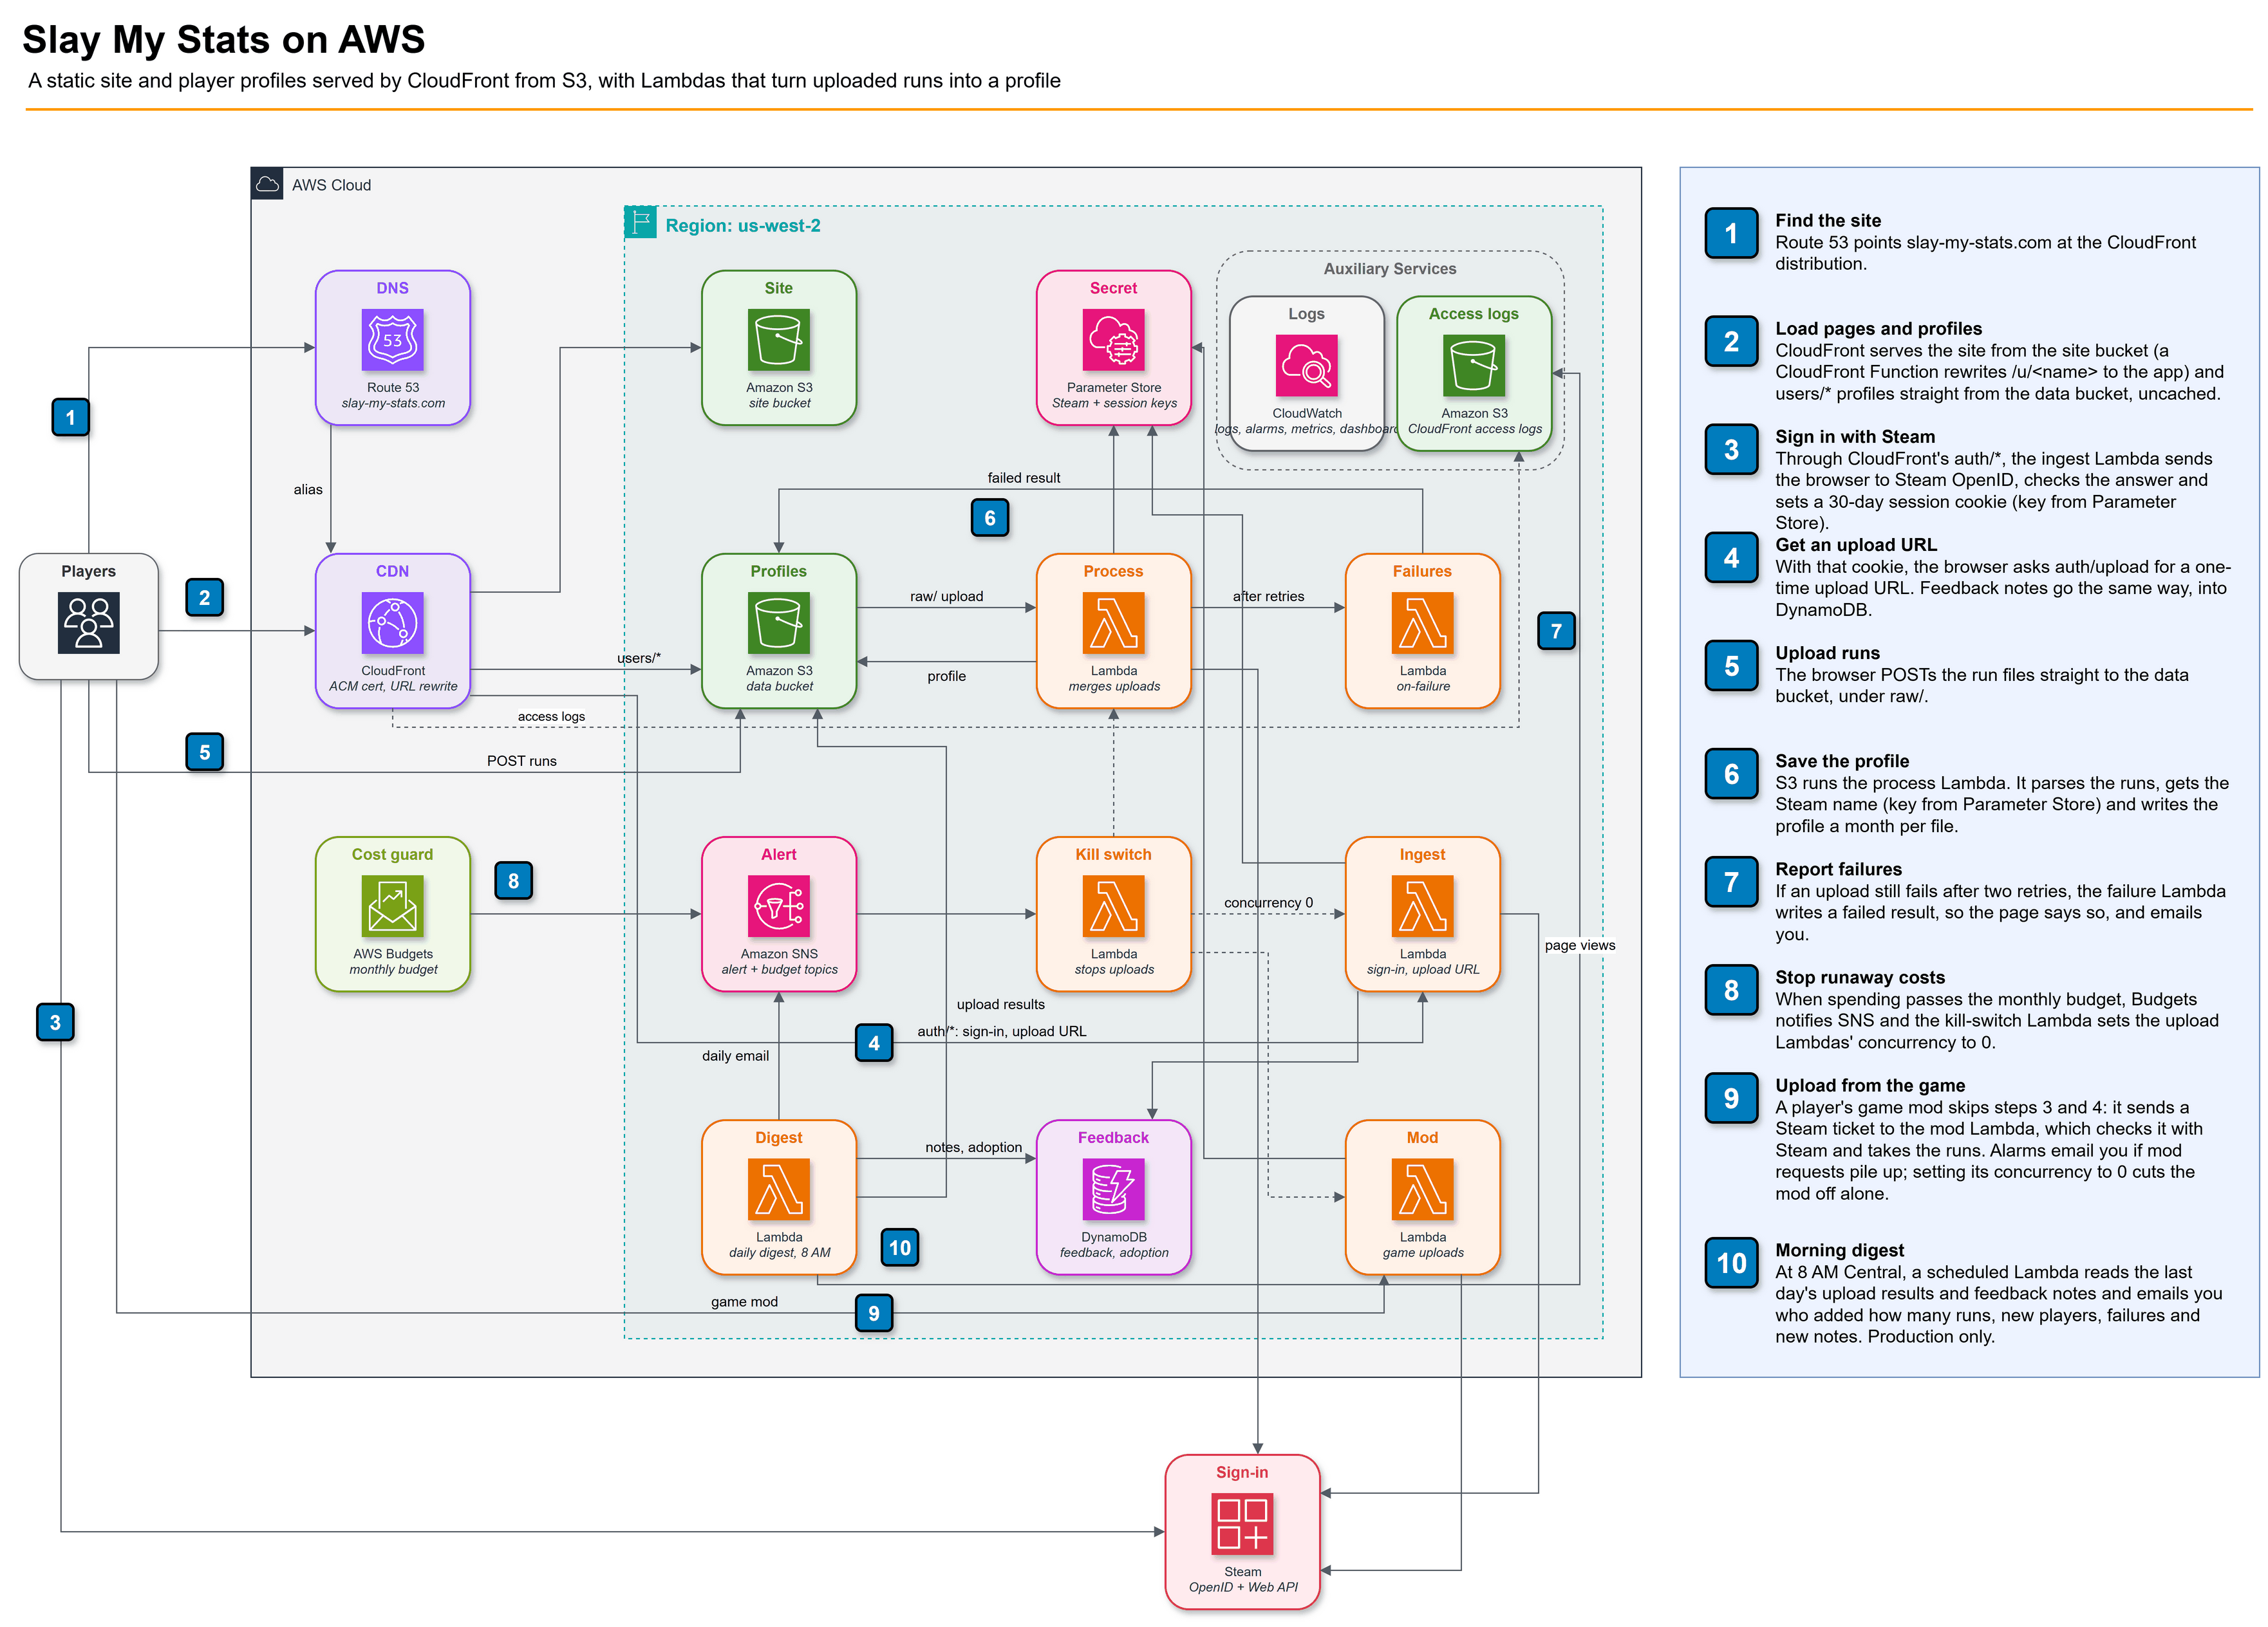 Slay My Stats on AWS
A static site and player profiles served by CloudFront from S3, with Lambdas that turn uploaded runs into a profile
AWS Cloud
Region: us-west-2
DNS
53
Route 53
slay-my-stats.com
Site
Amazon S3
site bucket
Secret
Parameter Store
Steam + session keys
Auxiliary Services
Logs
CloudWatch
logs, alarms, metrics, dashboard
Access logs
Amazon S3
CloudFront access logs
1
alias
failed result
6
Players
2
CDN
CloudFront
ACM cert, URL rewrite
users/*
Profiles
Amazon S3
data bucket
raw/ upload
profile
Process
Lambda
merges uploads
after retries
Failures
Lambda
on-failure
7
access logs
5
POST runs
Cost guard
AWS Budgets
monthly budget
8
Alert
Amazon SNS
alert + budget topics
Kill switch
Lambda
stops uploads
concurrency 0
Ingest
Lambda
sign-in, upload URL
page views
3
upload results
auth/*: sign-in, upload URL
4
daily email
Digest
Lambda
daily digest, 8 AM
notes, adoption
10
Feedback
DynamoDB
feedback, adoption
Mod
Lambda
game uploads
game mod
9
Sign-in
Steam
OpenID + Web API
1
Find the site
Route 53 points slay-my-stats.com at the CloudFront
distribution.
2
Load pages and profiles
CloudFront serves the site from the site bucket (a
CloudFront Function rewrites /u/<name> to the app) and
users/* profiles straight from the data bucket, uncached.
3
Sign in with Steam
Through CloudFront's auth/*, the ingest Lambda sends
the browser to Steam OpenID, checks the answer and
sets a 30-day session cookie (key from Parameter
Store).
4
Get an upload URL
With that cookie, the browser asks auth/upload for a one-
time upload URL. Feedback notes go the same way, into
DynamoDB.
5
Upload runs
The browser POSTs the run files straight to the data
bucket, under raw/.
6
Save the profile
S3 runs the process Lambda. It parses the runs, gets the
Steam name (key from Parameter Store) and writes the
profile a month per file.
7
Report failures
If an upload still fails after two retries, the failure Lambda
writes a failed result, so the page says so, and emails
you.
8
Stop runaway costs
When spending passes the monthly budget, Budgets
notifies SNS and the kill-switch Lambda sets the upload
Lambdas' concurrency to 0.
9
Upload from the game
A player's game mod skips steps 3 and 4: it sends a
Steam ticket to the mod Lambda, which checks it with
Steam and takes the runs. Alarms email you if mod
requests pile up; setting its concurrency to 0 cuts the
mod off alone.
10
Morning digest
At 8 AM Central, a scheduled Lambda reads the last
day's upload results and feedback notes and emails you
who added how many runs, new players, failures and
new notes. Production only.